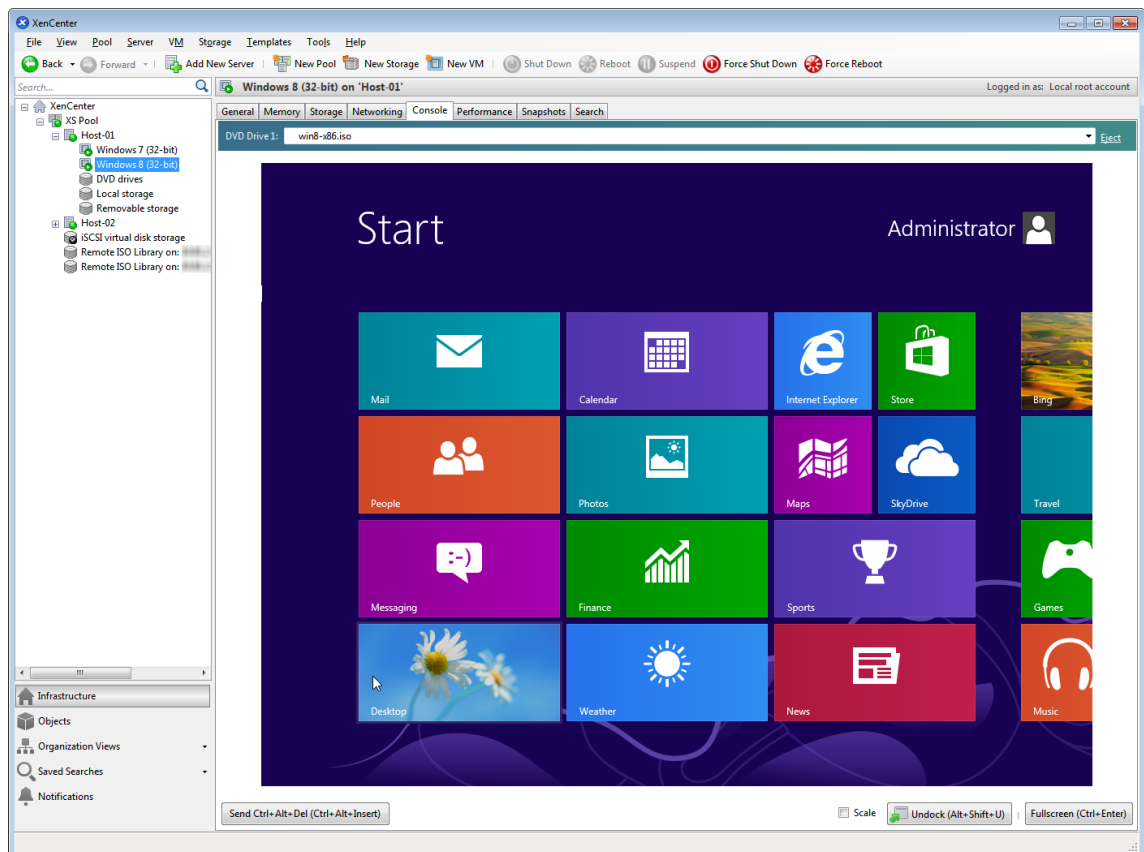 XenCenter
File View Pool Server VM Storage Templates Tools Help
Back Forward Add New Server New Pool New Storage New VM Shut Down Reboot Suspend Force Shut Down Force Reboot
Search...
Windows 8 (32-bit) on 'Host-01' Logged in as: Local root account
XenCenter
XS Pool
Host-01
Windows 7 (32-bit)
Windows 8 (32-bit)
DVD drives
Local storage
Removable storage
Host-02
iSCSI virtual disk storage
Remote ISO Library on:
Remote ISO Library on:
Infrastructure
Objects
Organization Views
Saved Searches
Notifications
General Memory Storage Networking Console Performance Snapshots Search
DVD Drive 1: win8-x86.iso Eject
Start Administrator
Mail Calendar Internet Explorer Store Bing
People Photos Maps SkyDrive Travel
:-)
Messaging Finance Sports Games
Desktop Weather News Music
Send Ctrl+Alt+Del (Ctrl+Alt+Insert) Scale Undock (Alt+Shift+U) Fullscreen (Ctrl+Enter)